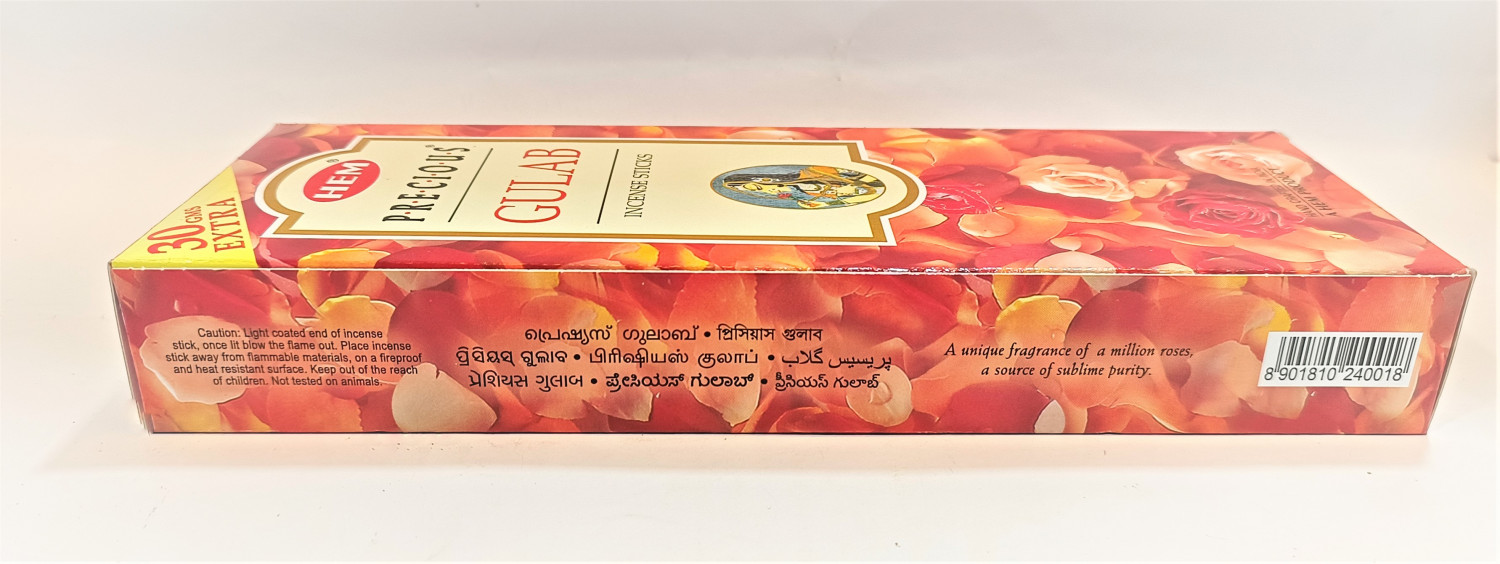 HEM®
P·R·E·C·I·O·U·S
GULAB
INCENSE STICKS
30 GMS
EXTRA
A HEM PRODUCT
Caution: Light coated end of incense
stick, once lit blow the flame out. Place incense
stick away from flammable materials, on a fireproof
and heat resistant surface. Keep out of the reach
of children. Not tested on animals.
പ്രെഷ്യസ് ഗുലാബ് • প্রিসিয়াস গুলাব
ପ୍ରିସିୟସ୍ ଗୁଲାବ • பிரிஷியஸ் குலாப் • پریسیس گلاب
પ્રેશિયસ ગુલાબ • ಪ್ರೇಸಿಯಸ್ ಗುಲಾಬ್ • ప్రీసియస్ గులాబ్
A unique fragrance of a million roses,
a source of sublime purity.
8 901810 240018